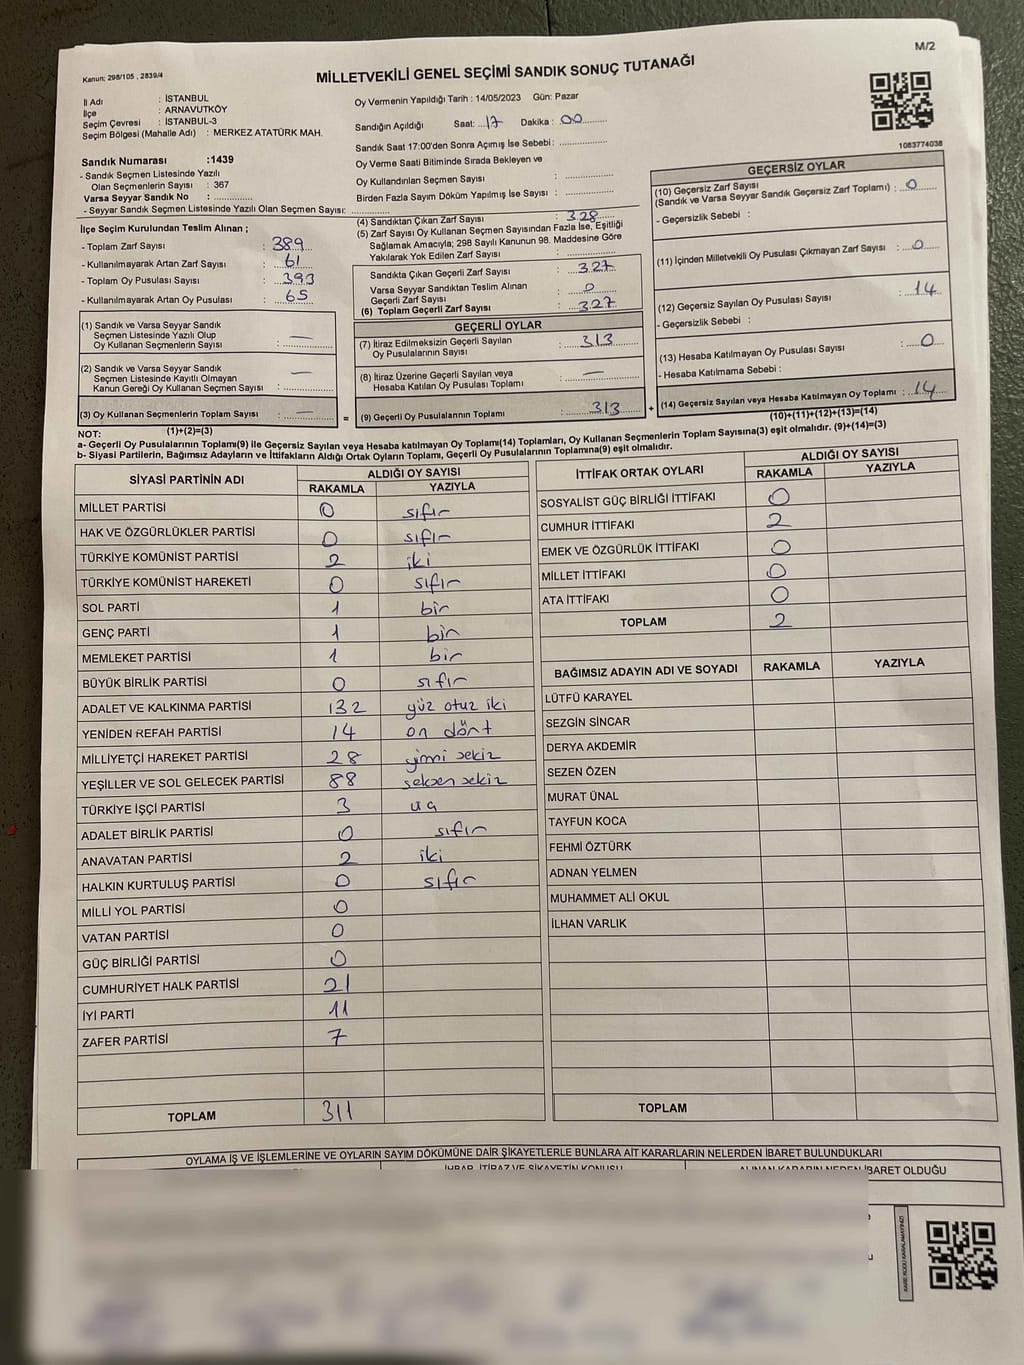 M/2
Kanun; 298/105 , 2839/4
MİLLETVEKİLİ GENEL SEÇİMİ SANDIK SONUÇ TUTANAĞI
İl Adı : İSTANBUL
İlçe : ARNAVUTKÖY
Seçim Çevresi : İSTANBUL-3
Seçim Bölgesi (Mahalle Adı) : MERKEZ ATATÜRK MAH.
Oy Vermenin Yapıldığı Tarih : 14/05/2023 Gün: Pazar
Sandığın Açıldığı Saat: 17 Dakika : 00
Sandık Saat 17:00'den Sonra Açımış İse Sebebi :
Oy Verme Saati Bitiminde Sırada Bekleyen ve
Oy Kullandırılan Seçmen Sayısı :
Birden Fazla Sayım Döküm Yapılmış İse Sayısı :
1083774038
Sandık Numarası :1439
- Sandık Seçmen Listesinde Yazılı
Olan Seçmenlerin Sayısı : 367
Varsa Seyyar Sandık No :
- Seyyar Sandık Seçmen Listesinde Yazılı Olan Seçmen Sayısı:
İlçe Seçim Kurulundan Teslim Alınan ;
- Toplam Zarf Sayısı : 389
- Kullanılmayarak Artan Zarf Sayısı : 61
- Toplam Oy Pusulası Sayısı : 393
- Kullanılmayarak Artan Oy Pusulası : 65
(1) Sandık ve Varsa Seyyar Sandık
Seçmen Listesinde Yazılı Olup
Oy Kullanan Seçmenlerin Sayısı : —
(2) Sandık ve Varsa Seyyar Sandık
Seçmen Listesinde Kayıtlı Olmayan
Kanun Gereği Oy Kullanan Seçmen Sayısı : —
(3) Oy Kullanan Seçmenlerin Toplam Sayısı : —
(1)+(2)=(3)
(4) Sandıktan Çıkan Zarf Sayısı : 328
(5) Zarf Sayısı Oy Kullanan Seçmen Sayısından Fazla İse, Eşitliği
Sağlamak Amacıyla; 298 Sayılı Kanunun 98. Maddesine Göre
Yakılarak Yok Edilen Zarf Sayısı :
Sandıkta Çıkan Geçerli Zarf Sayısı : 327
Varsa Seyyar Sandıktan Teslim Alınan
Geçerli Zarf Sayısı : 0
(6) Toplam Geçerli Zarf Sayısı : 327
GEÇERLİ OYLAR
(7) İtiraz Edilmeksizin Geçerli Sayılan
Oy Pusulalarının Sayısı : 313
(8) İtiraz Üzerine Geçerli Sayılan veya
Hesaba Katılan Oy Pusulası Toplamı : —
= (9) Geçerli Oy Pusulalarının Toplamı : 313
GEÇERSİZ OYLAR
(10) Geçersiz Zarf Sayısı
(Sandık ve Varsa Seyyar Sandık Geçersiz Zarf Toplamı) : 0
- Geçersizlik Sebebi :
(11) İçinden Milletvekili Oy Pusulası Çıkmayan Zarf Sayısı : 0
(12) Geçersiz Sayılan Oy Pusulası Sayısı : 14
- Geçersizlik Sebebi :
(13) Hesaba Katılmayan Oy Pusulası Sayısı : 0
- Hesaba Katılmama Sebebi :
+ (14) Geçersiz Sayılan veya Hesaba Katılmayan Oy Toplamı : 14
(10)+(11)+(12)+(13)=(14)
NOT:
a- Geçerli Oy Pusulalarının Toplamı(9) ile Geçersiz Sayılan veya Hesaba katılmayan Oy Toplamı(14) Toplamları, Oy Kullanan Seçmenlerin Toplam Sayısına(3) eşit olmalıdır. (9)+(14)=(3)
b- Siyasi Partilerin, Bağımsız Adayların ve İttifakların Aldığı Ortak Oyların Toplamı, Geçerli Oy Pusulalarının Toplamına(9) eşit olmalıdır.
SİYASİ PARTİNİN ADI ALDIĞI OY SAYISI
RAKAMLA YAZIYLA
MİLLET PARTİSİ 0 sıfır
HAK VE ÖZGÜRLÜKLER PARTİSİ 0 sıfır
TÜRKİYE KOMÜNİST PARTİSİ 2 iki
TÜRKİYE KOMÜNİST HAREKETİ 0 sıfır
SOL PARTİ 1 bir
GENÇ PARTİ 1 bir
MEMLEKET PARTİSİ 1 bir
BÜYÜK BİRLİK PARTİSİ 0 sıfır
ADALET VE KALKINMA PARTİSİ 132 yüz otuz iki
YENİDEN REFAH PARTİSİ 14 on dört
MİLLİYETÇİ HAREKET PARTİSİ 28 yirmi sekiz
YEŞİLLER VE SOL GELECEK PARTİSİ 88 seksen sekiz
TÜRKİYE İŞÇİ PARTİSİ 3 üç
ADALET BİRLİK PARTİSİ 0 sıfır
ANAVATAN PARTİSİ 2 iki
HALKIN KURTULUŞ PARTİSİ 0 sıfır
MİLLİ YOL PARTİSİ 0
VATAN PARTİSİ 0
GÜÇ BİRLİĞİ PARTİSİ 0
CUMHURİYET HALK PARTİSİ 21
İYİ PARTİ 11
ZAFER PARTİSİ 7
TOPLAM 311
İTTİFAK ORTAK OYLARI ALDIĞI OY SAYISI
RAKAMLA YAZIYLA
SOSYALİST GÜÇ BİRLİĞİ İTTİFAKI 0
CUMHUR İTTİFAKI 2
EMEK VE ÖZGÜRLÜK İTTİFAKI 0
MİLLET İTTİFAKI 0
ATA İTTİFAKI 0
TOPLAM 2
BAĞIMSIZ ADAYIN ADI VE SOYADI RAKAMLA YAZIYLA
LÜTFÜ KARAYEL
SEZGİN SİNCAR
DERYA AKDEMİR
SEZEN ÖZEN
MURAT ÜNAL
TAYFUN KOCA
FEHMİ ÖZTÜRK
ADNAN YELMEN
MUHAMMET ALİ OKUL
İLHAN VARLIK
TOPLAM
OYLAMA İŞ VE İŞLEMLERİNE VE OYLARIN SAYIM DÖKÜMÜNE DAİR ŞİKAYETLERLE BUNLARA AİT KARARLARIN NELERDEN İBARET BULUNDUKLARI
İHBAR, İTİRAZ VE ŞİKAYETİN KONUSU ALINAN KARARIN NEDEN İBARET OLDUĞU
KARE KODU KARALAMAYINIZ!